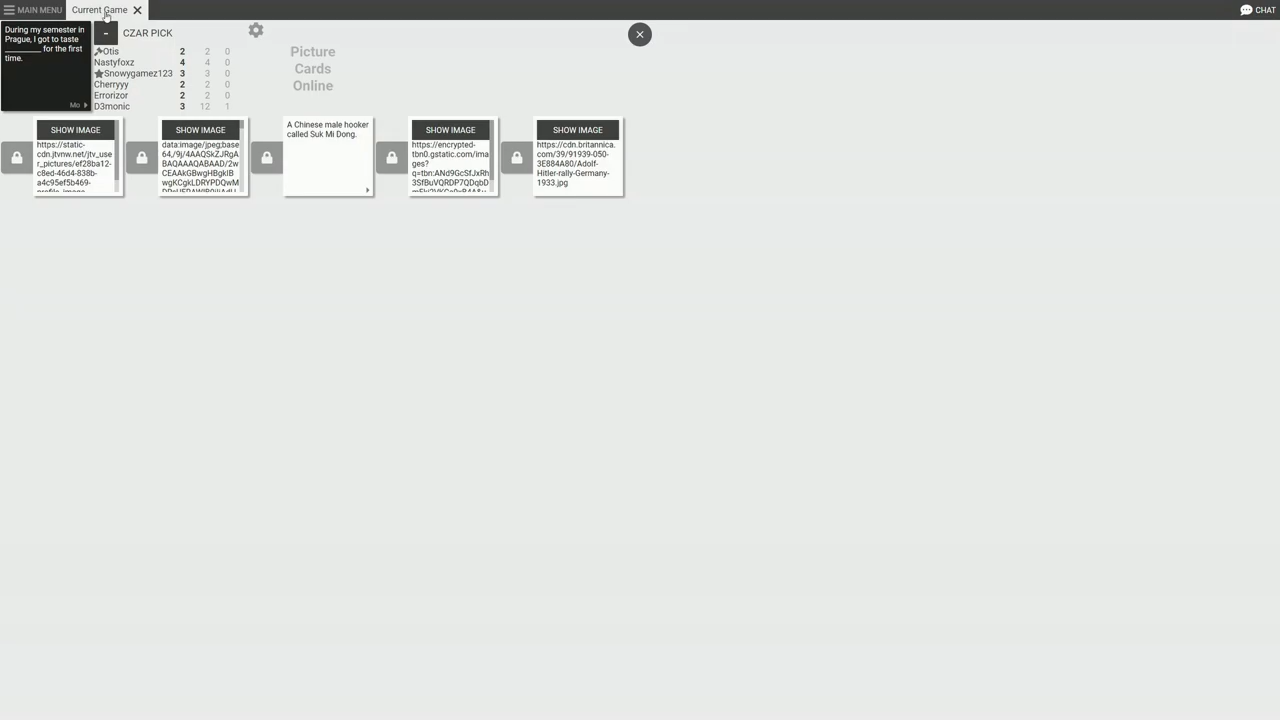 MAIN MENU
Current Game
CHAT
During my semester in
Prague, I got to taste
_________ for the first
time.
Mo
-
CZAR PICK
Otis 2 2 0
Nastyfoxz 4 4 0
Snowygamez123 3 3 0
Cherryyy 2 2 0
Errorizor 2 2 0
D3monic 3 12 1
Picture
Cards
Online
SHOW IMAGE
https://static-
cdn.jtvnw.net/jtv_use
r_pictures/ef28ba12-
c8ed-46d4-838b-
a4c95ef5b469-
SHOW IMAGE
data:image/jpeg;base
64,/9j/4AAQSkZJRgA
BAQAAAQABAAD/2w
CEAAkGBwgHBgkIB
wgKCgkLDRYPDQwM
A Chinese male hooker
called Suk Mi Dong.
SHOW IMAGE
https://encrypted-
tbn0.gstatic.com/ima
ges?
q=tbn:ANd9GcSfJxRh
3SfBuVQRDP7QDqbD
SHOW IMAGE
https://cdn.britannica.
com/39/91939-050-
3E884A80/Adolf-
Hitler-rally-Germany-
1933.jpg